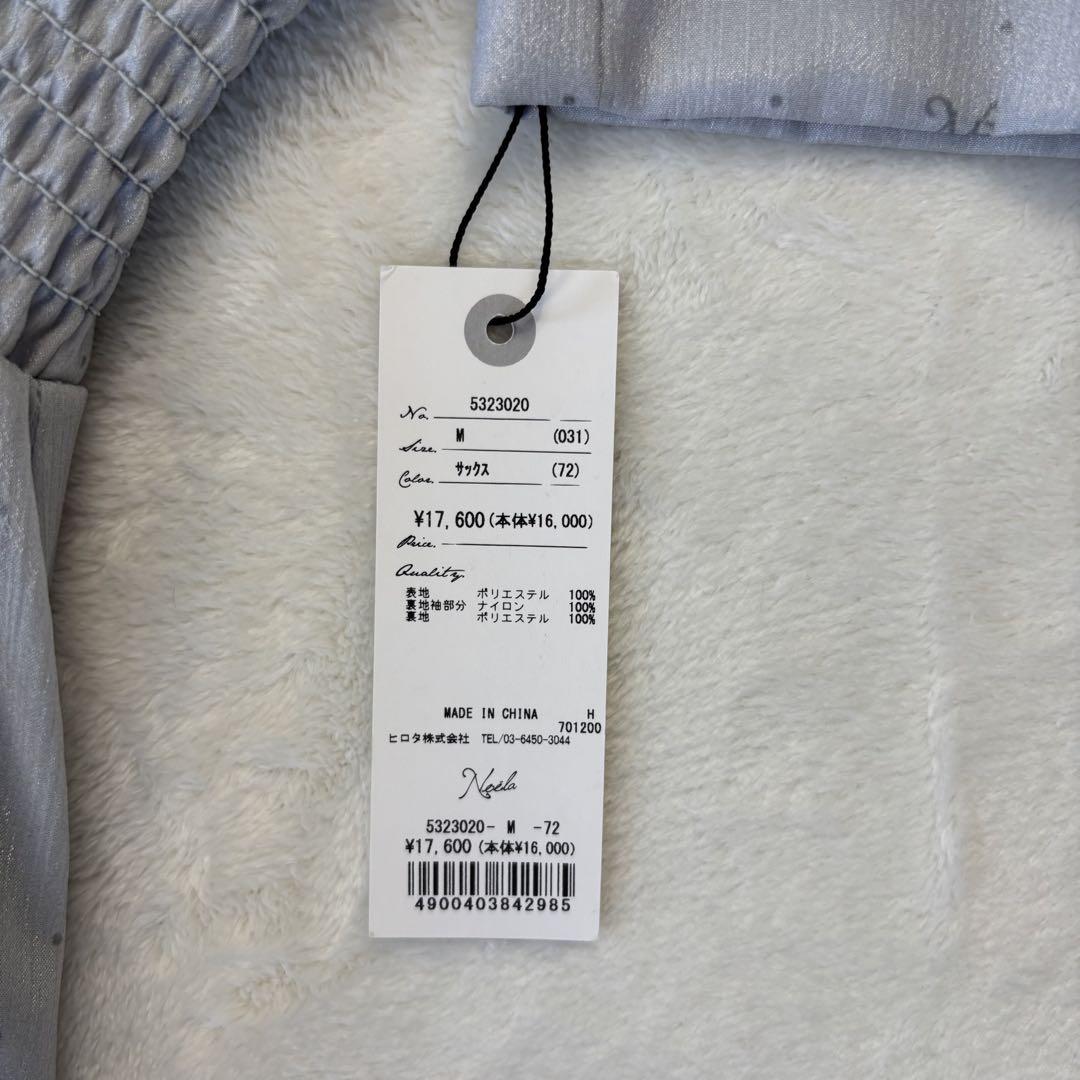 No. 5323020
Size. M (031)
Color. サックス (72)
¥17,600(本体¥16,000)
Price.
Quality.
表地 ポリエステル 100%
裏地袖部分 ナイロン 100%
裏地 ポリエステル 100%
MADE IN CHINA H
701200
ヒロタ株式会社 TEL/03-6450-3044
Noëla
5323020- M -72
¥17,600 (本体¥16,000)
4900403842985